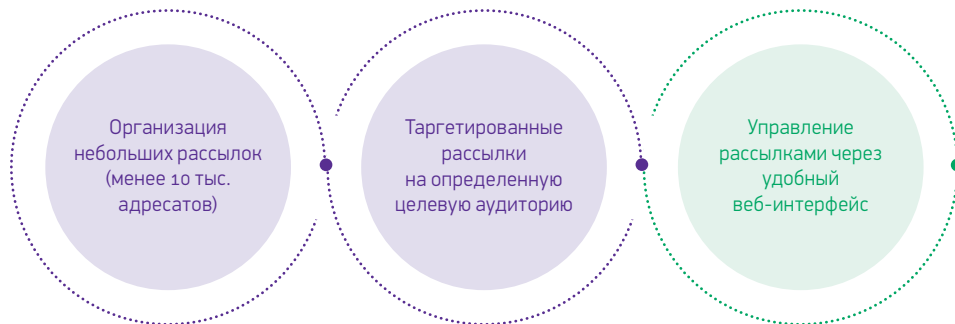 Организация
небольших рассылок
(менее 10 тыс.
адресатов)
Таргетированные
рассылки
на определенную
целевую аудиторию
Управление
рассылками через
удобный
веб-интерфейс